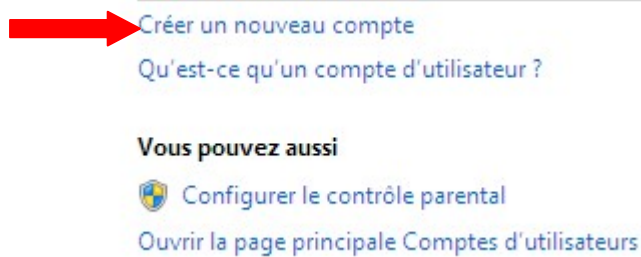 Créer un nouveau compte
Qu'est-ce qu'un compte d'utilisateur ?
Vous pouvez aussi
Configurer le contrôle parental
Ouvrir la page principale Comptes d'utilisateurs